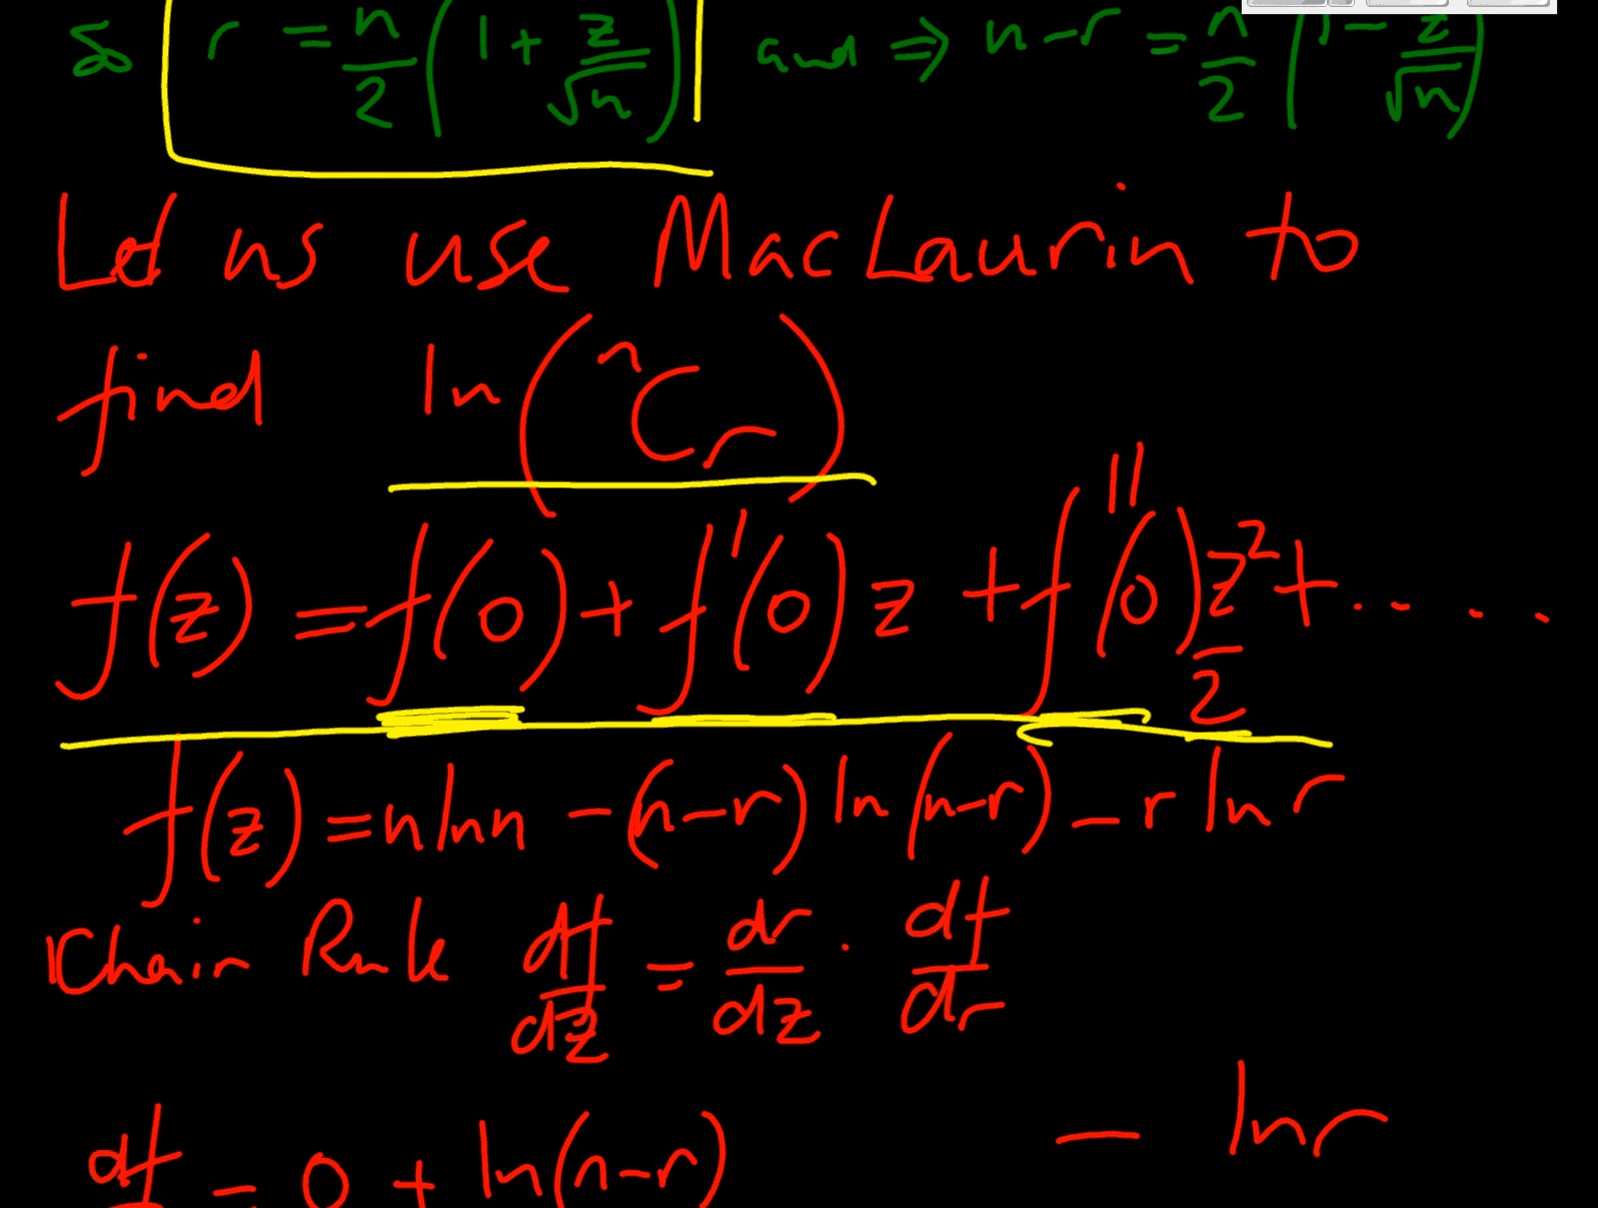 so r = n/2 (1 + z/√n) and ⇒ n-r = n/2 (1 - z/√n)
Let us use MacLaurin to
find ln(ⁿCr)
f(z) = f(0) + f'(0) z + f''(0) z²/2 + ......
f(z) = n ln n - (n-r) ln (n-r) - r ln r
Chain Rule df/dz = dr/dz . df/dr
df = 0 + ln(n-r) - ln r